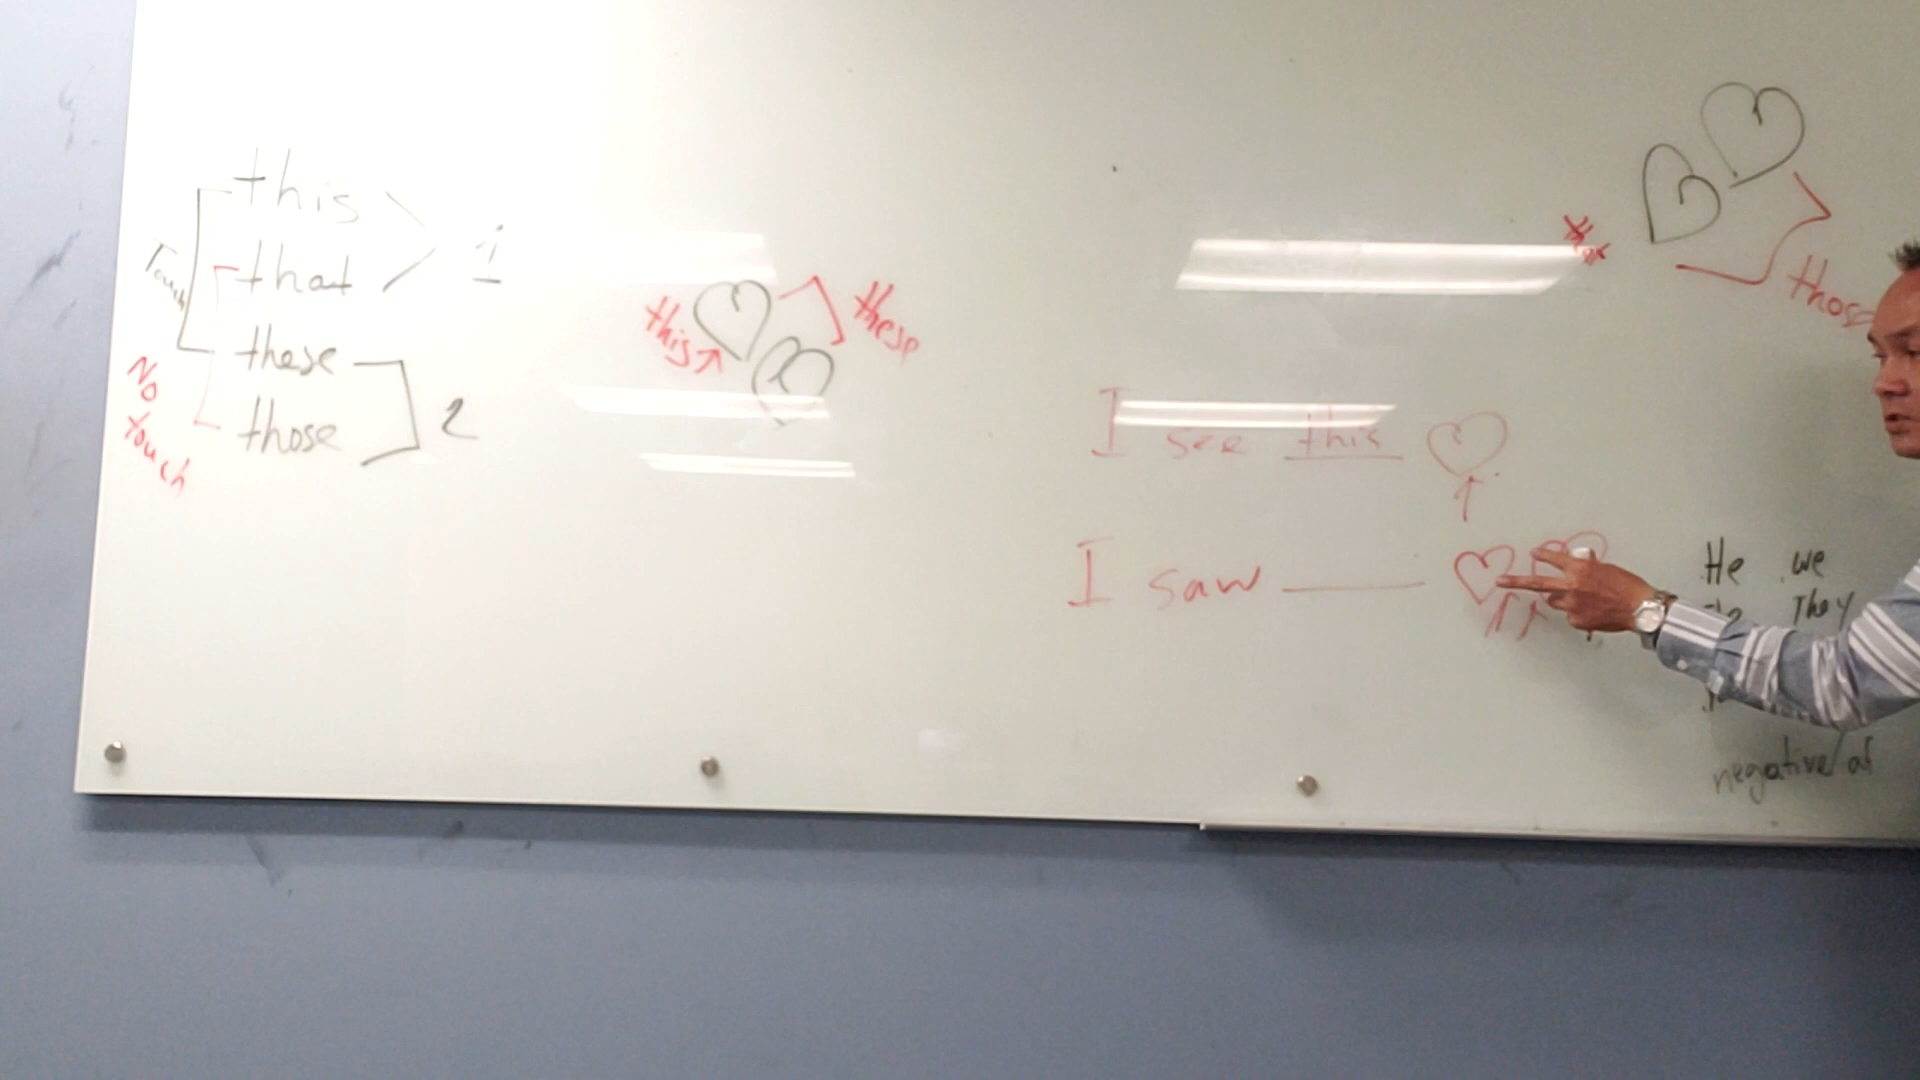 this
that
1
Touch
these
those
2
No
touch
this
these
that
those
I see this
I saw
He we
They
negative